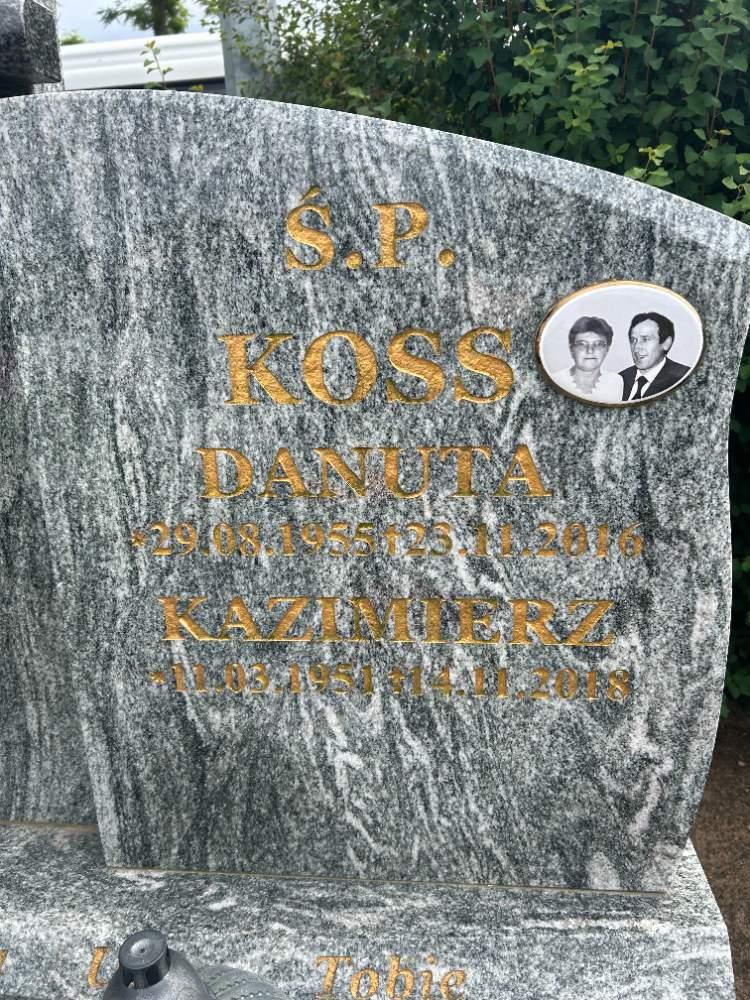 Ś.P.
KOSS
DANUTA
*29.08.1955 †23.11.2016
KAZIMIERZ
*11.03.1951 †14.11.2018
Tobie